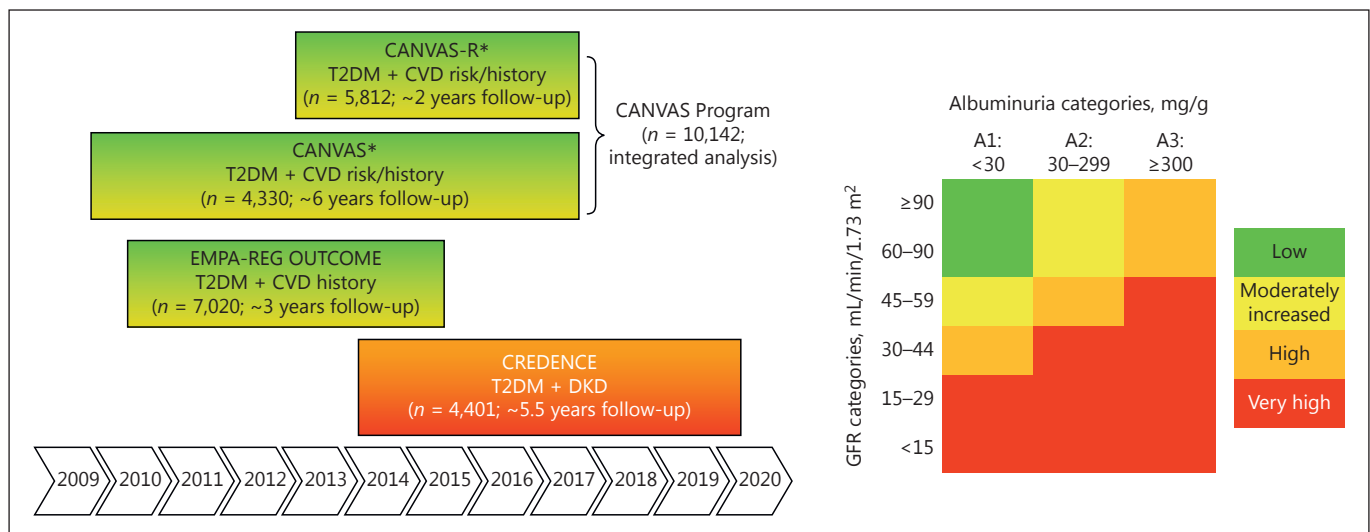 CANVAS-R*
T2DM + CVD risk/history
(n = 5,812; ~2 years follow-up)
CANVAS*
T2DM + CVD risk/history
(n = 4,330; ~6 years follow-up)
CANVAS Program
(n = 10,142;
integrated analysis)
EMPA-REG OUTCOME
T2DM + CVD history
(n = 7,020; ~3 years follow-up)
CREDENCE
T2DM + DKD
(n = 4,401; ~5.5 years follow-up)
2009 2010 2011 2012 2013 2014 2015 2016 2017 2018 2019 2020
Albuminuria categories, mg/g
A1: A2: A3:
<30 30–299 ≥300
GFR categories, mL/min/1.73 m²
≥90
60–90
45–59
30–44
15–29
<15
Low
Moderately
increased
High
Very high